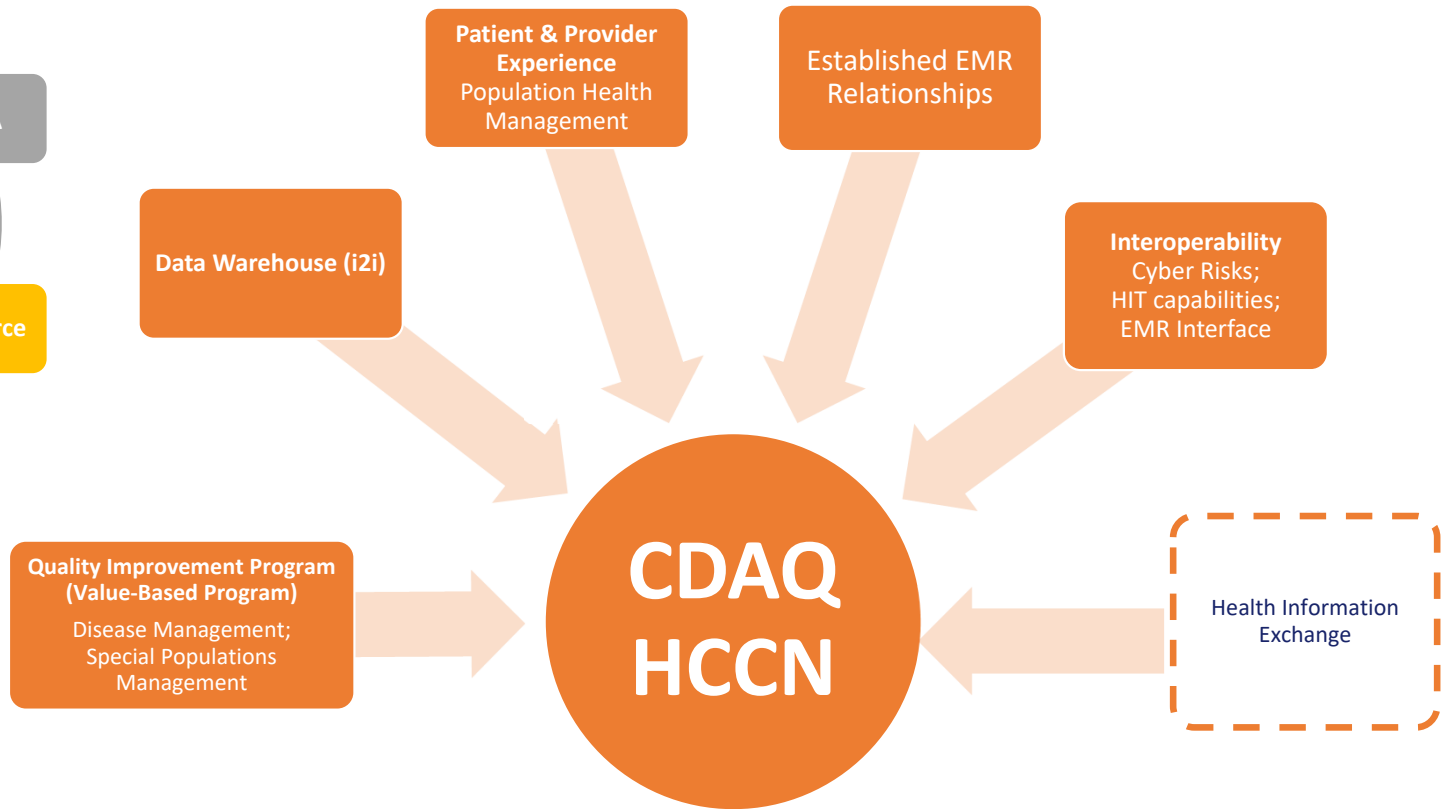 Patient & Provider
Experience
Population Health
Management
Established EMR
Relationships
Data Warehouse (i2i)
Interoperability
Cyber Risks;
HIT capabilities;
EMR Interface
Quality Improvement Program
(Value-Based Program)
Disease Management;
Special Populations
Management
CDAQ
HCCN
Health Information
Exchange